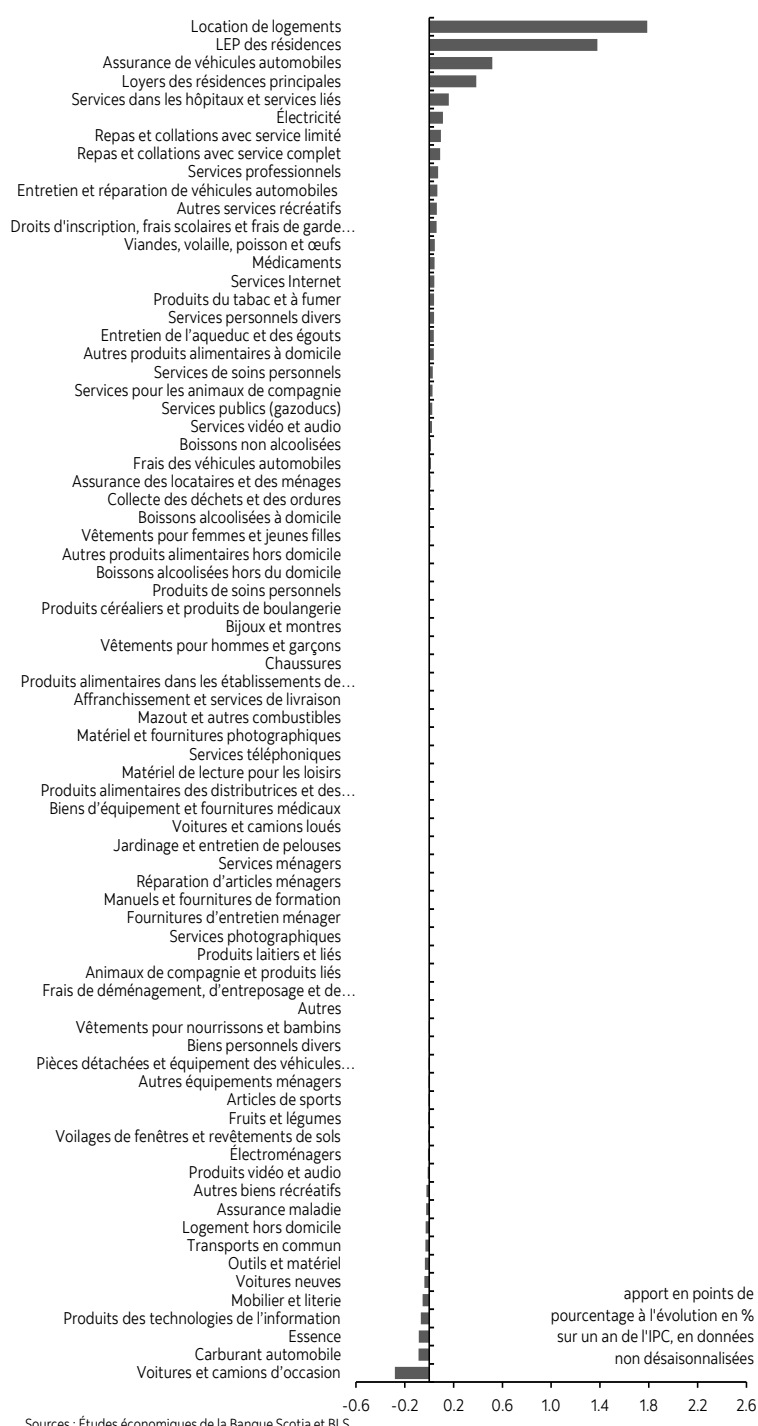 Location de logements
LEP des résidences
Assurance de véhicules automobiles
Loyers des résidences principales
Services dans les hôpitaux et services liés
Électricité
Repas et collations avec service limité
Repas et collations avec service complet
Services professionnels
Entretien et réparation de véhicules automobiles
Autres services récréatifs
Droits d'inscription, frais scolaires et frais de garde…
Viandes, volaille, poisson et œufs
Médicaments
Services Internet
Produits du tabac et à fumer
Services personnels divers
Entretien de l'aqueduc et des égouts
Autres produits alimentaires à domicile
Services de soins personnels
Services pour les animaux de compagnie
Services publics (gazoducs)
Services vidéo et audio
Boissons non alcoolisées
Frais des véhicules automobiles
Assurance des locataires et des ménages
Collecte des déchets et des ordures
Boissons alcoolisées à domicile
Vêtements pour femmes et jeunes filles
Autres produits alimentaires hors domicile
Boissons alcoolisées hors du domicile
Produits de soins personnels
Produits céréaliers et produits de boulangerie
Bijoux et montres
Vêtements pour hommes et garçons
Chaussures
Produits alimentaires dans les établissements de…
Affranchissement et services de livraison
Mazout et autres combustibles
Matériel et fournitures photographiques
Services téléphoniques
Matériel de lecture pour les loisirs
Produits alimentaires des distributrices et des…
Biens d'équipement et fournitures médicaux
Voitures et camions loués
Jardinage et entretien de pelouses
Services ménagers
Réparation d'articles ménagers
Manuels et fournitures de formation
Fournitures d'entretien ménager
Services photographiques
Produits laitiers et liés
Animaux de compagnie et produits liés
Frais de déménagement, d'entreposage et de…
Autres
Vêtements pour nourrissons et bambins
Biens personnels divers
Pièces détachées et équipement des véhicules…
Autres équipements ménagers
Articles de sports
Fruits et légumes
Voilages de fenêtres et revêtements de sols
Électroménagers
Produits vidéo et audio
Autres biens récréatifs
Assurance maladie
Logement hors domicile
Transports en commun
Outils et matériel
Voitures neuves
Mobilier et literie
Produits des technologies de l'information
Essence
Carburant automobile
Voitures et camions d'occasion
apport en points de
pourcentage à l'évolution en %
sur un an de l'IPC, en données
non désaisonnalisées
-0.6 -0.2 0.2 0.6 1.0 1.4 1.8 2.2 2.6
Sources : Études économiques de la Banque Scotia et BLS